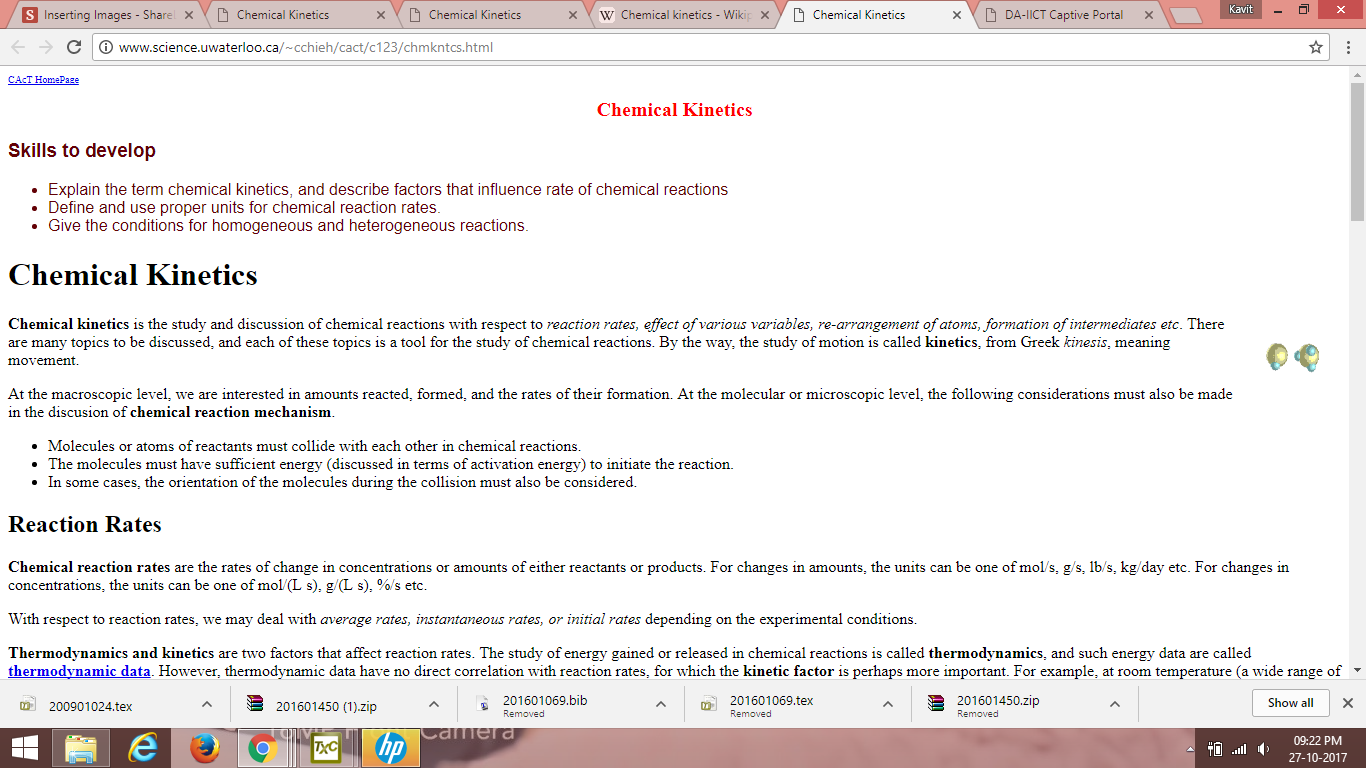 Inserting Images - Share
Chemical Kinetics
Chemical Kinetics
Chemical kinetics - Wikip
Chemical Kinetics
DA-IICT Captive Portal
Kavit
www.science.uwaterloo.ca/~cchieh/cact/c123/chmkntcs.html
CAcT HomePage
Chemical Kinetics
Skills to develop
• Explain the term chemical kinetics, and describe factors that influence rate of chemical reactions
• Define and use proper units for chemical reaction rates.
• Give the conditions for homogeneous and heterogeneous reactions.
Chemical Kinetics
Chemical kinetics is the study and discussion of chemical reactions with respect to reaction rates, effect of various variables, re-arrangement of atoms, formation of intermediates etc. There
are many topics to be discussed, and each of these topics is a tool for the study of chemical reactions. By the way, the study of motion is called kinetics, from Greek kinesis, meaning
movement.
At the macroscopic level, we are interested in amounts reacted, formed, and the rates of their formation. At the molecular or microscopic level, the following considerations must also be made
in the discusion of chemical reaction mechanism.
• Molecules or atoms of reactants must collide with each other in chemical reactions.
• The molecules must have sufficient energy (discussed in terms of activation energy) to initiate the reaction.
• In some cases, the orientation of the molecules during the collision must also be considered.
Reaction Rates
Chemical reaction rates are the rates of change in concentrations or amounts of either reactants or products. For changes in amounts, the units can be one of mol/s, g/s, lb/s, kg/day etc. For changes in
concentrations, the units can be one of mol/(L s), g/(L s), %/s etc.
With respect to reaction rates, we may deal with average rates, instantaneous rates, or initial rates depending on the experimental conditions.
Thermodynamics and kinetics are two factors that affect reaction rates. The study of energy gained or released in chemical reactions is called thermodynamics, and such energy data are called
thermodynamic data. However, thermodynamic data have no direct correlation with reaction rates, for which the kinetic factor is perhaps more important. For example, at room temperature (a wide range of
200901024.tex
201601450 (1).zip
201601069.bib
Removed
201601069.tex
Removed
201601450.zip
Removed
Show all
Camera
TXC
hp
09:22 PM
27-10-2017